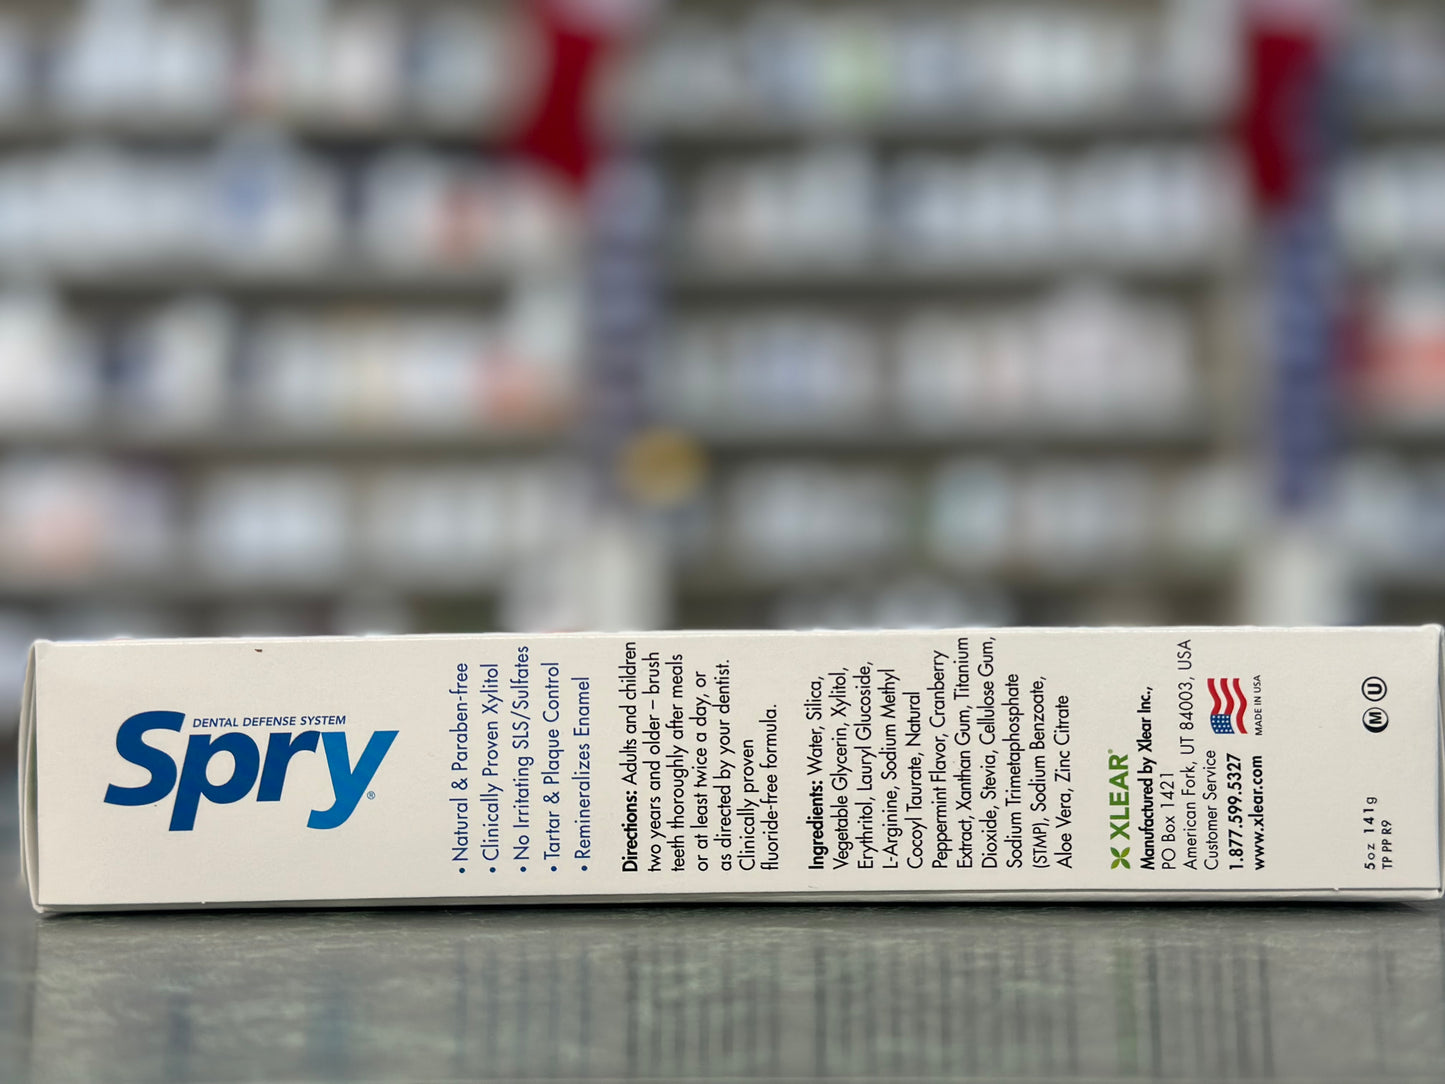 DENTAL DEFENSE SYSTEM
Spry®
• Natural & Paraben-free
• Clinically Proven Xylitol
• No Irritating SLS/Sulfates
• Tartar & Plaque Control
• Remineralizes Enamel
Directions: Adults and children
two years and older – brush
teeth thoroughly after meals
or at least twice a day, or
as directed by your dentist.
Clinically proven
fluoride-free formula.
Ingredients: Water, Silica,
Vegetable Glycerin, Xylitol,
Erythritol, Lauryl Glucoside,
L-Arginine, Sodium Methyl
Cocoyl Taurate, Natural
Peppermint Flavor, Cranberry
Extract, Xanthan Gum, Titanium
Dioxide, Stevia, Cellulose Gum,
Sodium Trimetaphosphate
(STMP), Sodium Benzoate,
Aloe Vera, Zinc Citrate
XLEAR®
Manufactured by Xlear Inc.,
PO Box 1421
American Fork, UT 84003, USA
Customer Service
1.877.599.5327
www.xlear.com
MADE IN USA
5oz 141g
TP PP R9
M U